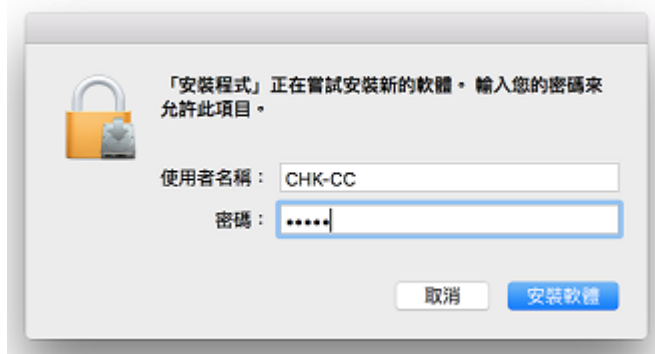 「安裝程式」正在嘗試安裝新的軟體。輸入您的密碼來
允許此項目。
使用者名稱： CHK-CC
密碼： •••••
取消 安裝軟體